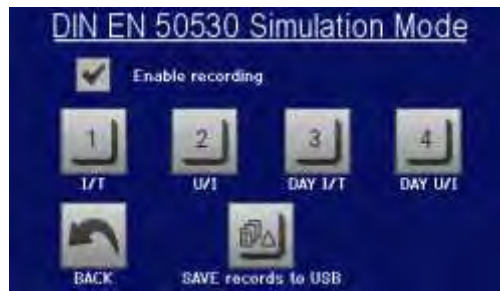 DIN EN 50530 Simulation Mode
Enable recording
1 2 3 4
I/T U/I DAY I/T DAY U/I
BACK SAVE records to USB